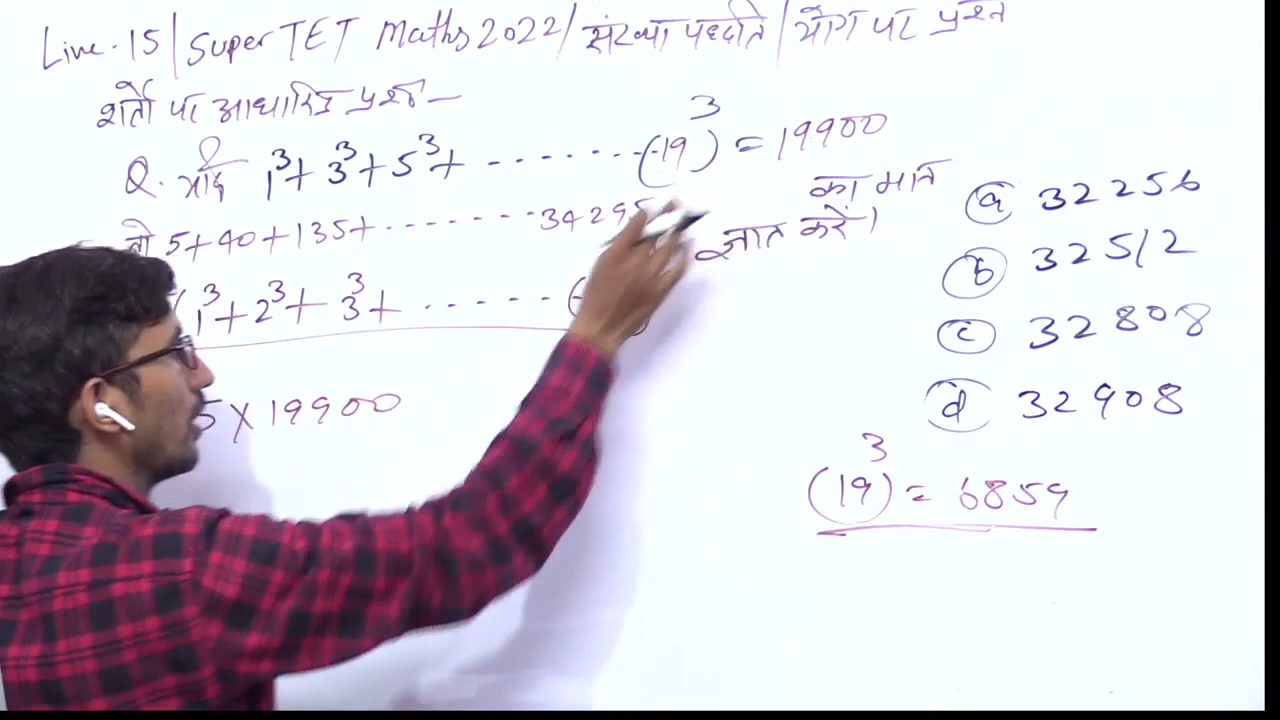 Live-15 | Super TET Maths 2022 / संख्या पद्धति / योग पर प्रश्न
शर्तों पर आधारित प्रश्न —
Q. यदि 1³ + 3³ + 5³ + ........ (19)³ = 19900
तो 5 + 40 + 135 + ........ 34295 का मान ज्ञात करें।
1³ + 2³ + 3³ + ......
5 × 19900
(a) 32256
(b) 32512
(c) 32808
(d) 32908
(19)³ = 6859